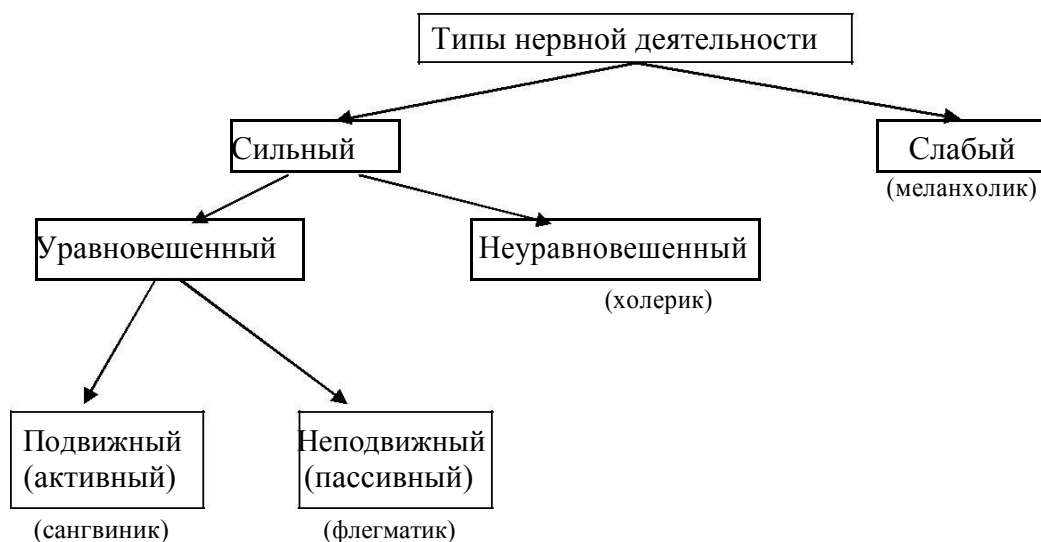 Типы нервной деятельности
Сильный
Слабый
(меланхолик)
Уравновешенный
Неуравновешенный
(холерик)
Подвижный
(активный)
(сангвиник)
Неподвижный
(пассивный)
(флегматик)